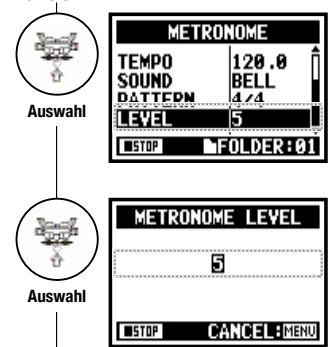 METRONOME
TEMPO 120.0
SOUND BELL
PATTERN 4/4
LEVEL 5
STOP FOLDER:01
Auswahl
METRONOME LEVEL
5
STOP CANCEL:MENU
Auswahl